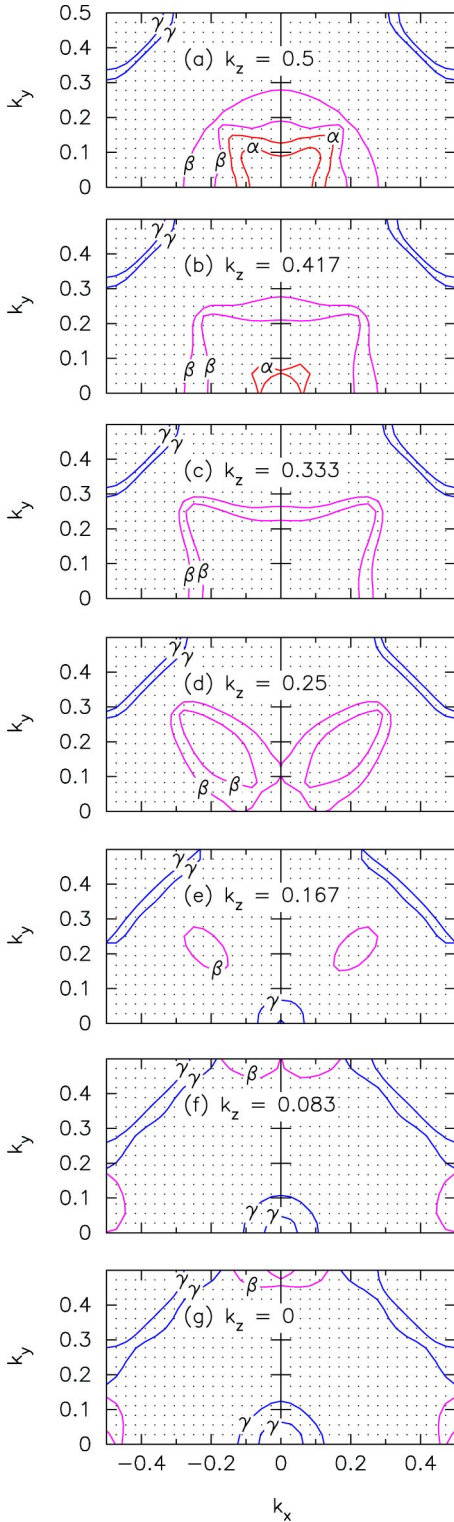 0.5
γ γ
(a) k_z = 0.5
0.4
k_y
0.3
0.2
α α
0.1
β β
0
γ γ
0.4
(b) k_z = 0.417
k_y
0.3
0.2
0.1
β β α
0
γ γ
0.4
(c) k_z = 0.333
k_y
0.3
0.2
0.1
β β
0
γ γ
0.4
(d) k_z = 0.25
k_y
0.3
0.2
0.1
β β
0
γ γ
0.4
(e) k_z = 0.167
k_y
0.3
0.2
β
0.1
γ
0
γ γ β
0.4
(f) k_z = 0.083
k_y
0.3
0.2
0.1
γ γ
0
γ γ β
0.4
(g) k_z = 0
k_y
0.3
0.2
0.1
γ γ
0
−0.4 −0.2 0 0.2 0.4
k_x